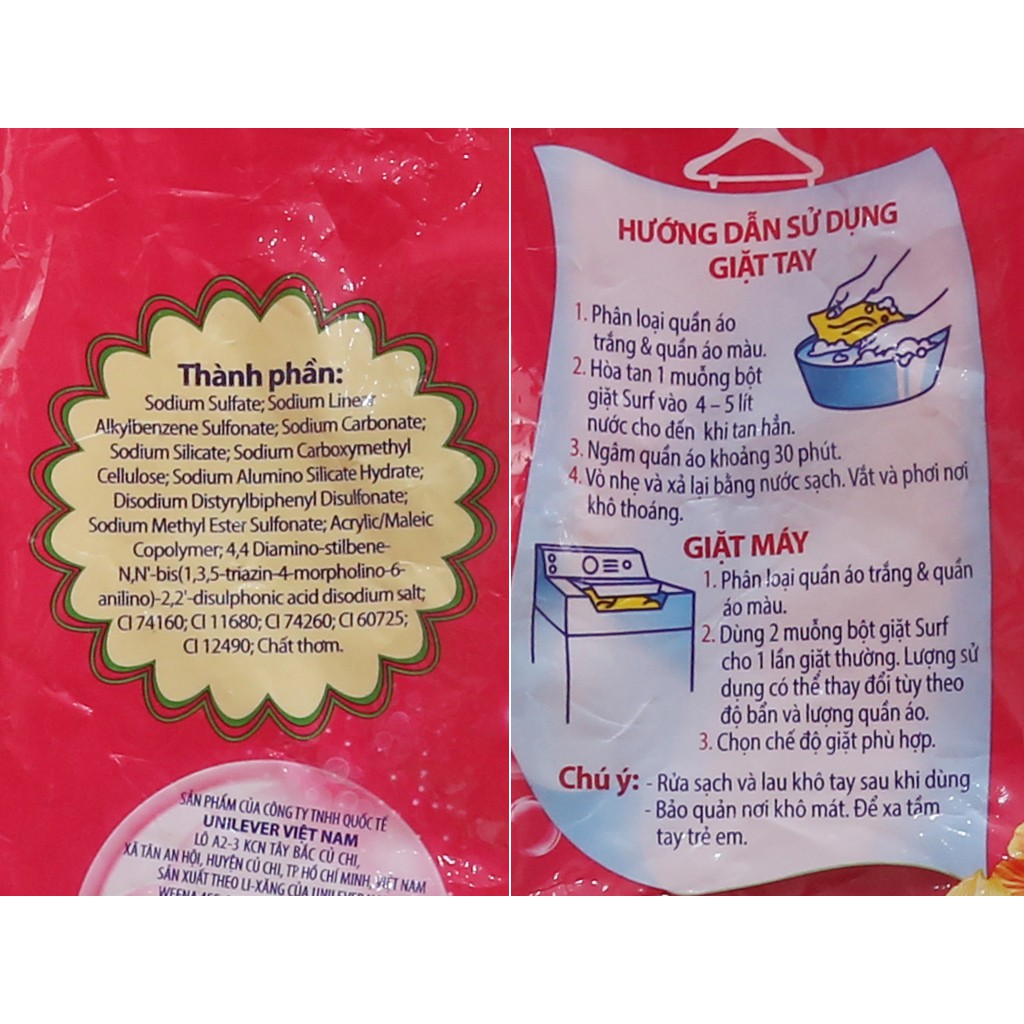 Thành phần:
Sodium Sulfate; Sodium Linear
Alkylbenzene Sulfonate; Sodium Carbonate;
Sodium Silicate; Sodium Carboxymethyl
Cellulose; Sodium Alumino Silicate Hydrate;
Disodium Distyrylbiphenyl Disulfonate;
Sodium Methyl Ester Sulfonate; Acrylic/Maleic
Copolymer; 4,4 Diamino-stilbene-
N,N'-bis(1,3,5-triazin-4-morpholino-6-
anilino)-2,2'-disulphonic acid disodium salt;
CI 74160; CI 11680; CI 74260; CI 60725;
CI 12490; Chất thơm.
SẢN PHẨM CỦA CÔNG TY TNHH QUỐC TẾ
UNILEVER VIỆT NAM
LÔ A2-3 KCN TÂY BẮC CỦ CHI,
XÃ TÂN AN HỘI, HUYỆN CỦ CHI, TP HỒ CHÍ MINH, VIỆT NAM
SẢN XUẤT THEO LI-XĂNG CỦA UNILEVER
WEENA
HƯỚNG DẪN SỬ DỤNG
GIẶT TAY
1. Phân loại quần áo
trắng & quần áo màu.
2. Hòa tan 1 muỗng bột
giặt Surf vào 4 – 5 lít
nước cho đến khi tan hẳn.
3. Ngâm quần áo khoảng 30 phút.
4. Vò nhẹ và xả lại bằng nước sạch. Vắt và phơi nơi
khô thoáng.
GIẶT MÁY
1. Phân loại quần áo trắng & quần
áo màu.
2. Dùng 2 muỗng bột giặt Surf
cho 1 lần giặt thường. Lượng sử
dụng có thể thay đổi tùy theo
độ bẩn và lượng quần áo.
3. Chọn chế độ giặt phù hợp.
Chú ý: - Rửa sạch và lau khô tay sau khi dùng
- Bảo quản nơi khô mát. Để xa tầm
tay trẻ em.